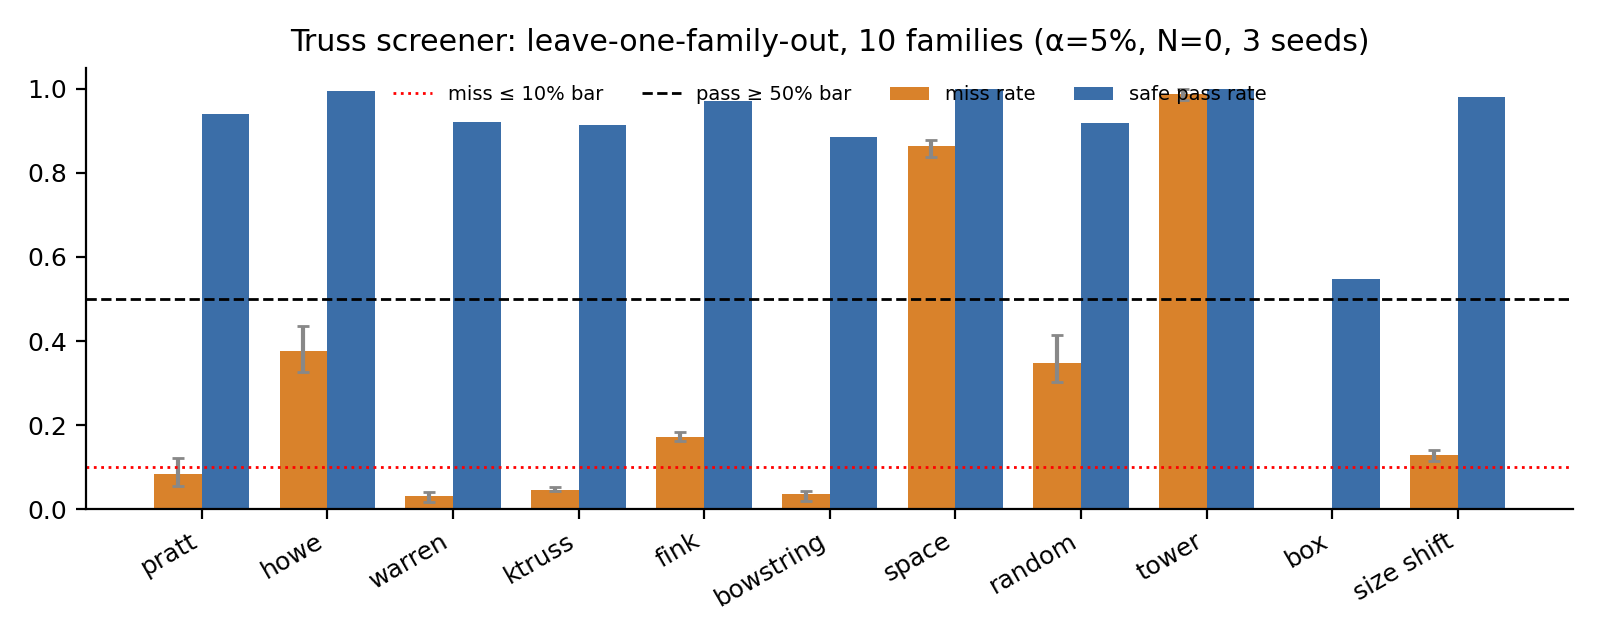 Truss screener: leave-one-family-out, 10 families (α=5%, N=0, 3 seeds)
miss ≤ 10% bar
pass ≥ 50% bar
miss rate
safe pass rate
1.0
0.8
0.6
0.4
0.2
0.0
pratt
howe
warren
ktruss
fink
bowstring
space
random
tower
box
size shift